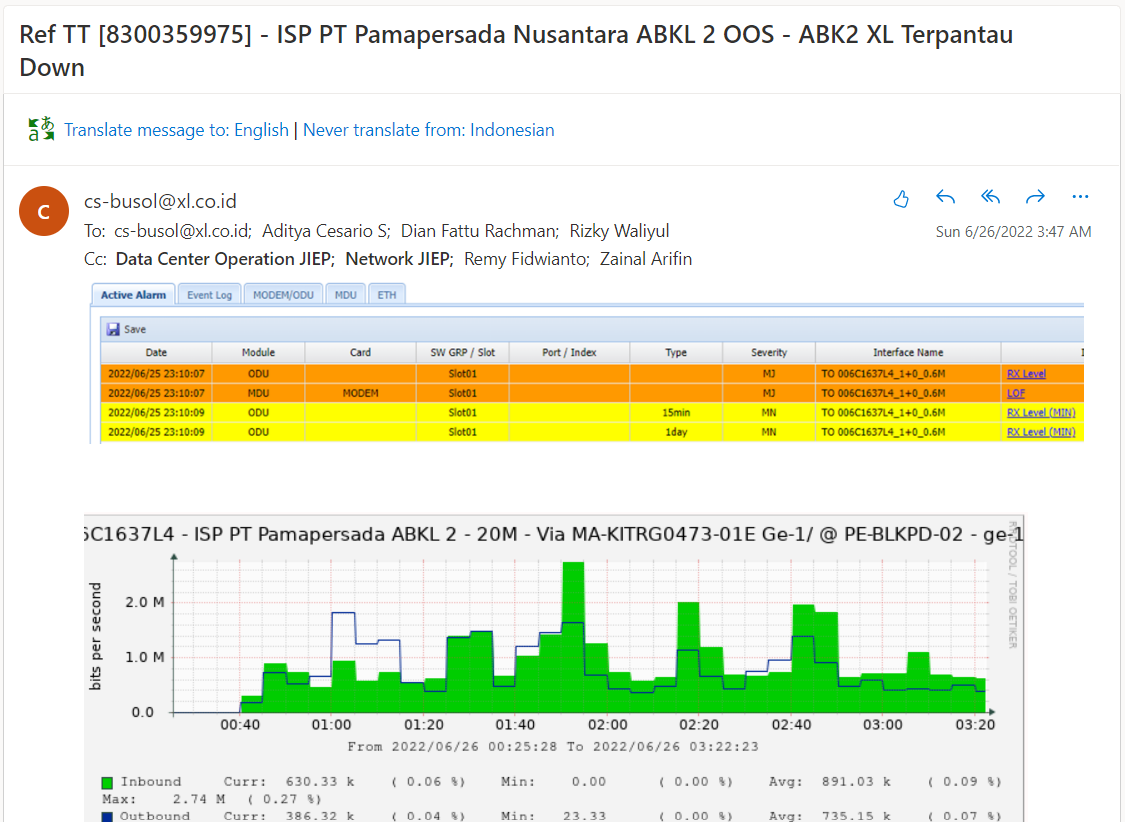 Ref TT [8300359975] - ISP PT Pamapersada Nusantara ABKL 2 OOS - ABK2 XL Terpantau
Down
Translate message to: English | Never translate from: Indonesian
C
cs-busol@xl.co.id
To: cs-busol@xl.co.id; Aditya Cesario S; Dian Fattu Rachman; Rizky Waliyul
Sun 6/26/2022 3:47 AM
Cc: Data Center Operation JIEP; Network JIEP; Remy Fidwianto; Zainal Arifin
Active Alarm Event Log MODEM/ODU MDU ETH
Save
Date Module Card SW GRP / Slot Port / Index Type Severity Interface Name I
2022/06/25 23:10:07 ODU Slot01 MJ TO 006C1637L4_1+0_0.6M RX Level
2022/06/25 23:10:07 MDU MODEM Slot01 MJ TO 006C1637L4_1+0_0.6M LOF
2022/06/25 23:10:09 ODU Slot01 15min MN TO 006C1637L4_1+0_0.6M RX Level (MIN)
2022/06/25 23:10:09 ODU Slot01 1day MN TO 006C1637L4_1+0_0.6M RX Level (MIN)
6C1637L4 - ISP PT Pamapersada ABKL 2 - 20M - Via MA-KITRG0473-01E Ge-1/ @ PE-BLKPD-02 - ge-1
RRDTOOL / TOBI OETIKER
bits per second
2.0 M
1.0 M
0.0
00:40 01:00 01:20 01:40 02:00 02:20 02:40 03:00 03:20
From 2022/06/26 00:25:28 To 2022/06/26 03:22:23
Inbound Curr: 630.33 k ( 0.06 %) Min: 0.00 ( 0.00 %) Avg: 891.03 k ( 0.09 %)
Max: 2.74 M ( 0.27 %)
Outbound Curr: 386.32 k ( 0.04 %) Min: 23.33 ( 0.00 %) Avg: 735.15 k ( 0.07 %)